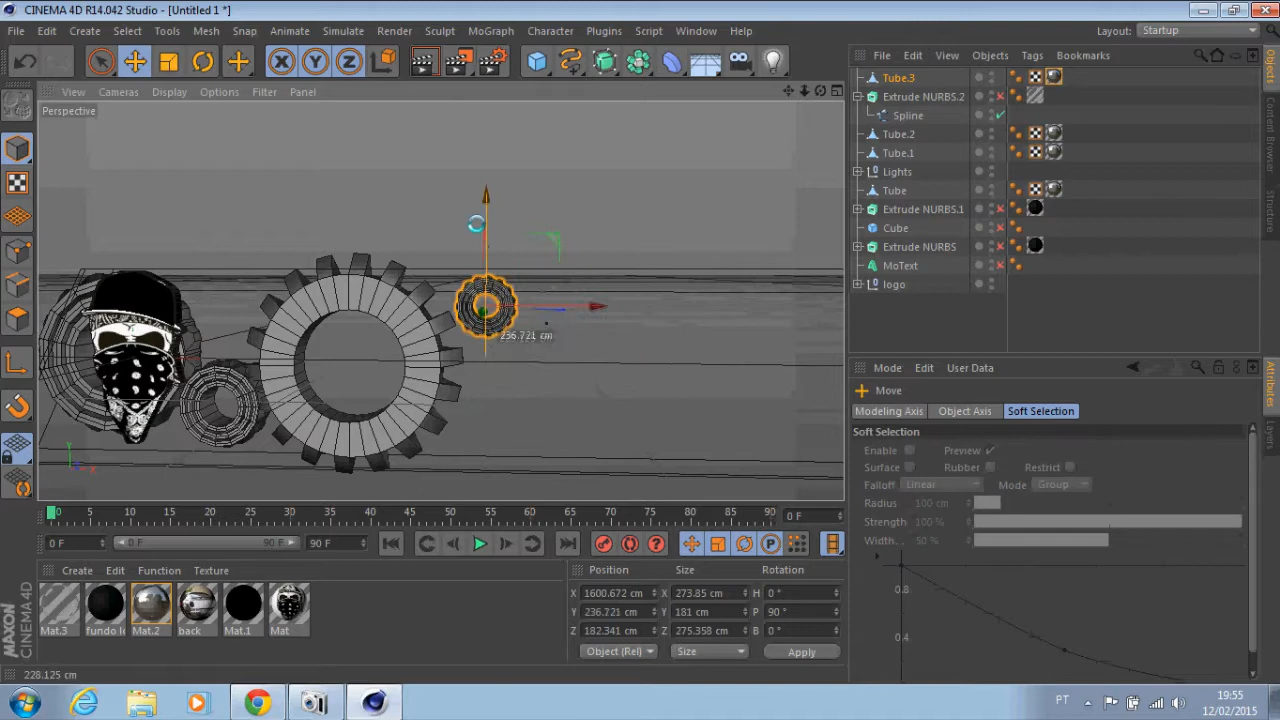 CINEMA 4D R14.042 Studio - [Untitled 1 *]
File Edit Create Select Tools Mesh Snap Animate Simulate Render Sculpt MoGraph Character Plugins Script Window Help
Layout: Startup
X Y Z
File Edit View Objects Tags Bookmarks
View Cameras Display Options Filter Panel
Perspective
236.721 cm
Y
X
Tube.3
Extrude NURBS.2
Spline
Tube.2
Tube.1
Lights
Tube
Extrude NURBS.1
Cube
Extrude NURBS
MoText
logo
Objects
Content Browser
Structure
Mode Edit User Data
Move
Modeling Axis Object Axis Soft Selection
Soft Selection
Enable Preview
Surface Rubber Restrict
Falloff Linear Mode Group
Radius 100 cm
Strength 100 %
Width. . 50 %
0.8
0.4
Attributes
Layers
0 5 10 15 20 25 30 35 40 45 50 55 60 65 70 75 80 85 90 0 F
0 F 0 F 90 F 90 F
P
Create Edit Function Texture
Mat.3 Mat.2 back Mat.1 Mat
MAXON CINEMA 4D
Position Size Rotation
X 1600.672 cm X 273.85 cm H 0 °
Y 236.721 cm Y 181 cm P 90 °
Z 182.341 cm Z 275.358 cm B 0 °
Object (Rel) Size Apply
228.125 cm
PT
19:55
12/02/2015